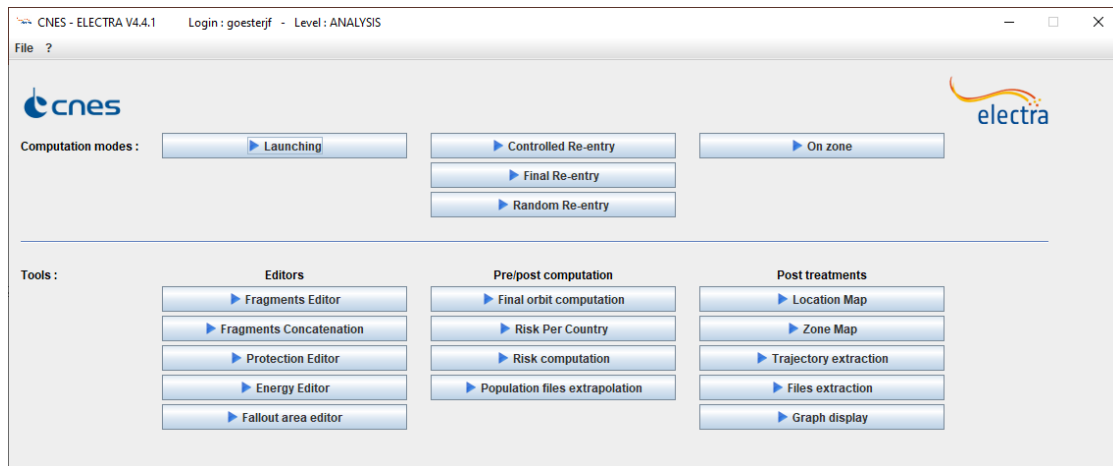 CNES - ELECTRA V4.4.1 Login : goesterjf - Level : ANALYSIS
File ?
cnes
electra
Computation modes :
Launching
Controlled Re-entry
On zone
Final Re-entry
Random Re-entry
Tools :
Editors
Pre/post computation
Post treatments
Fragments Editor
Final orbit computation
Location Map
Fragments Concatenation
Risk Per Country
Zone Map
Protection Editor
Risk computation
Trajectory extraction
Energy Editor
Population files extrapolation
Files extraction
Fallout area editor
Graph display